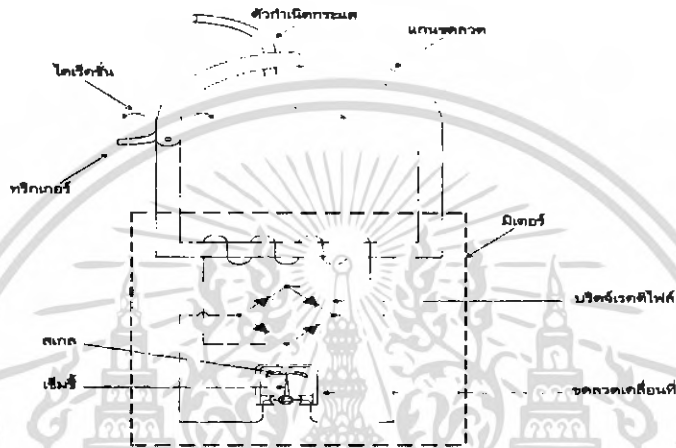 ตัวกำเนิดกระแส
แกนขดลวด
ไดเร็คชั่น
ทริกเกอร์
มิเตอร์
บริดจ์เรคติไฟล์
สเกล
เข็มชี้
ขดลวดเคลื่อนที่